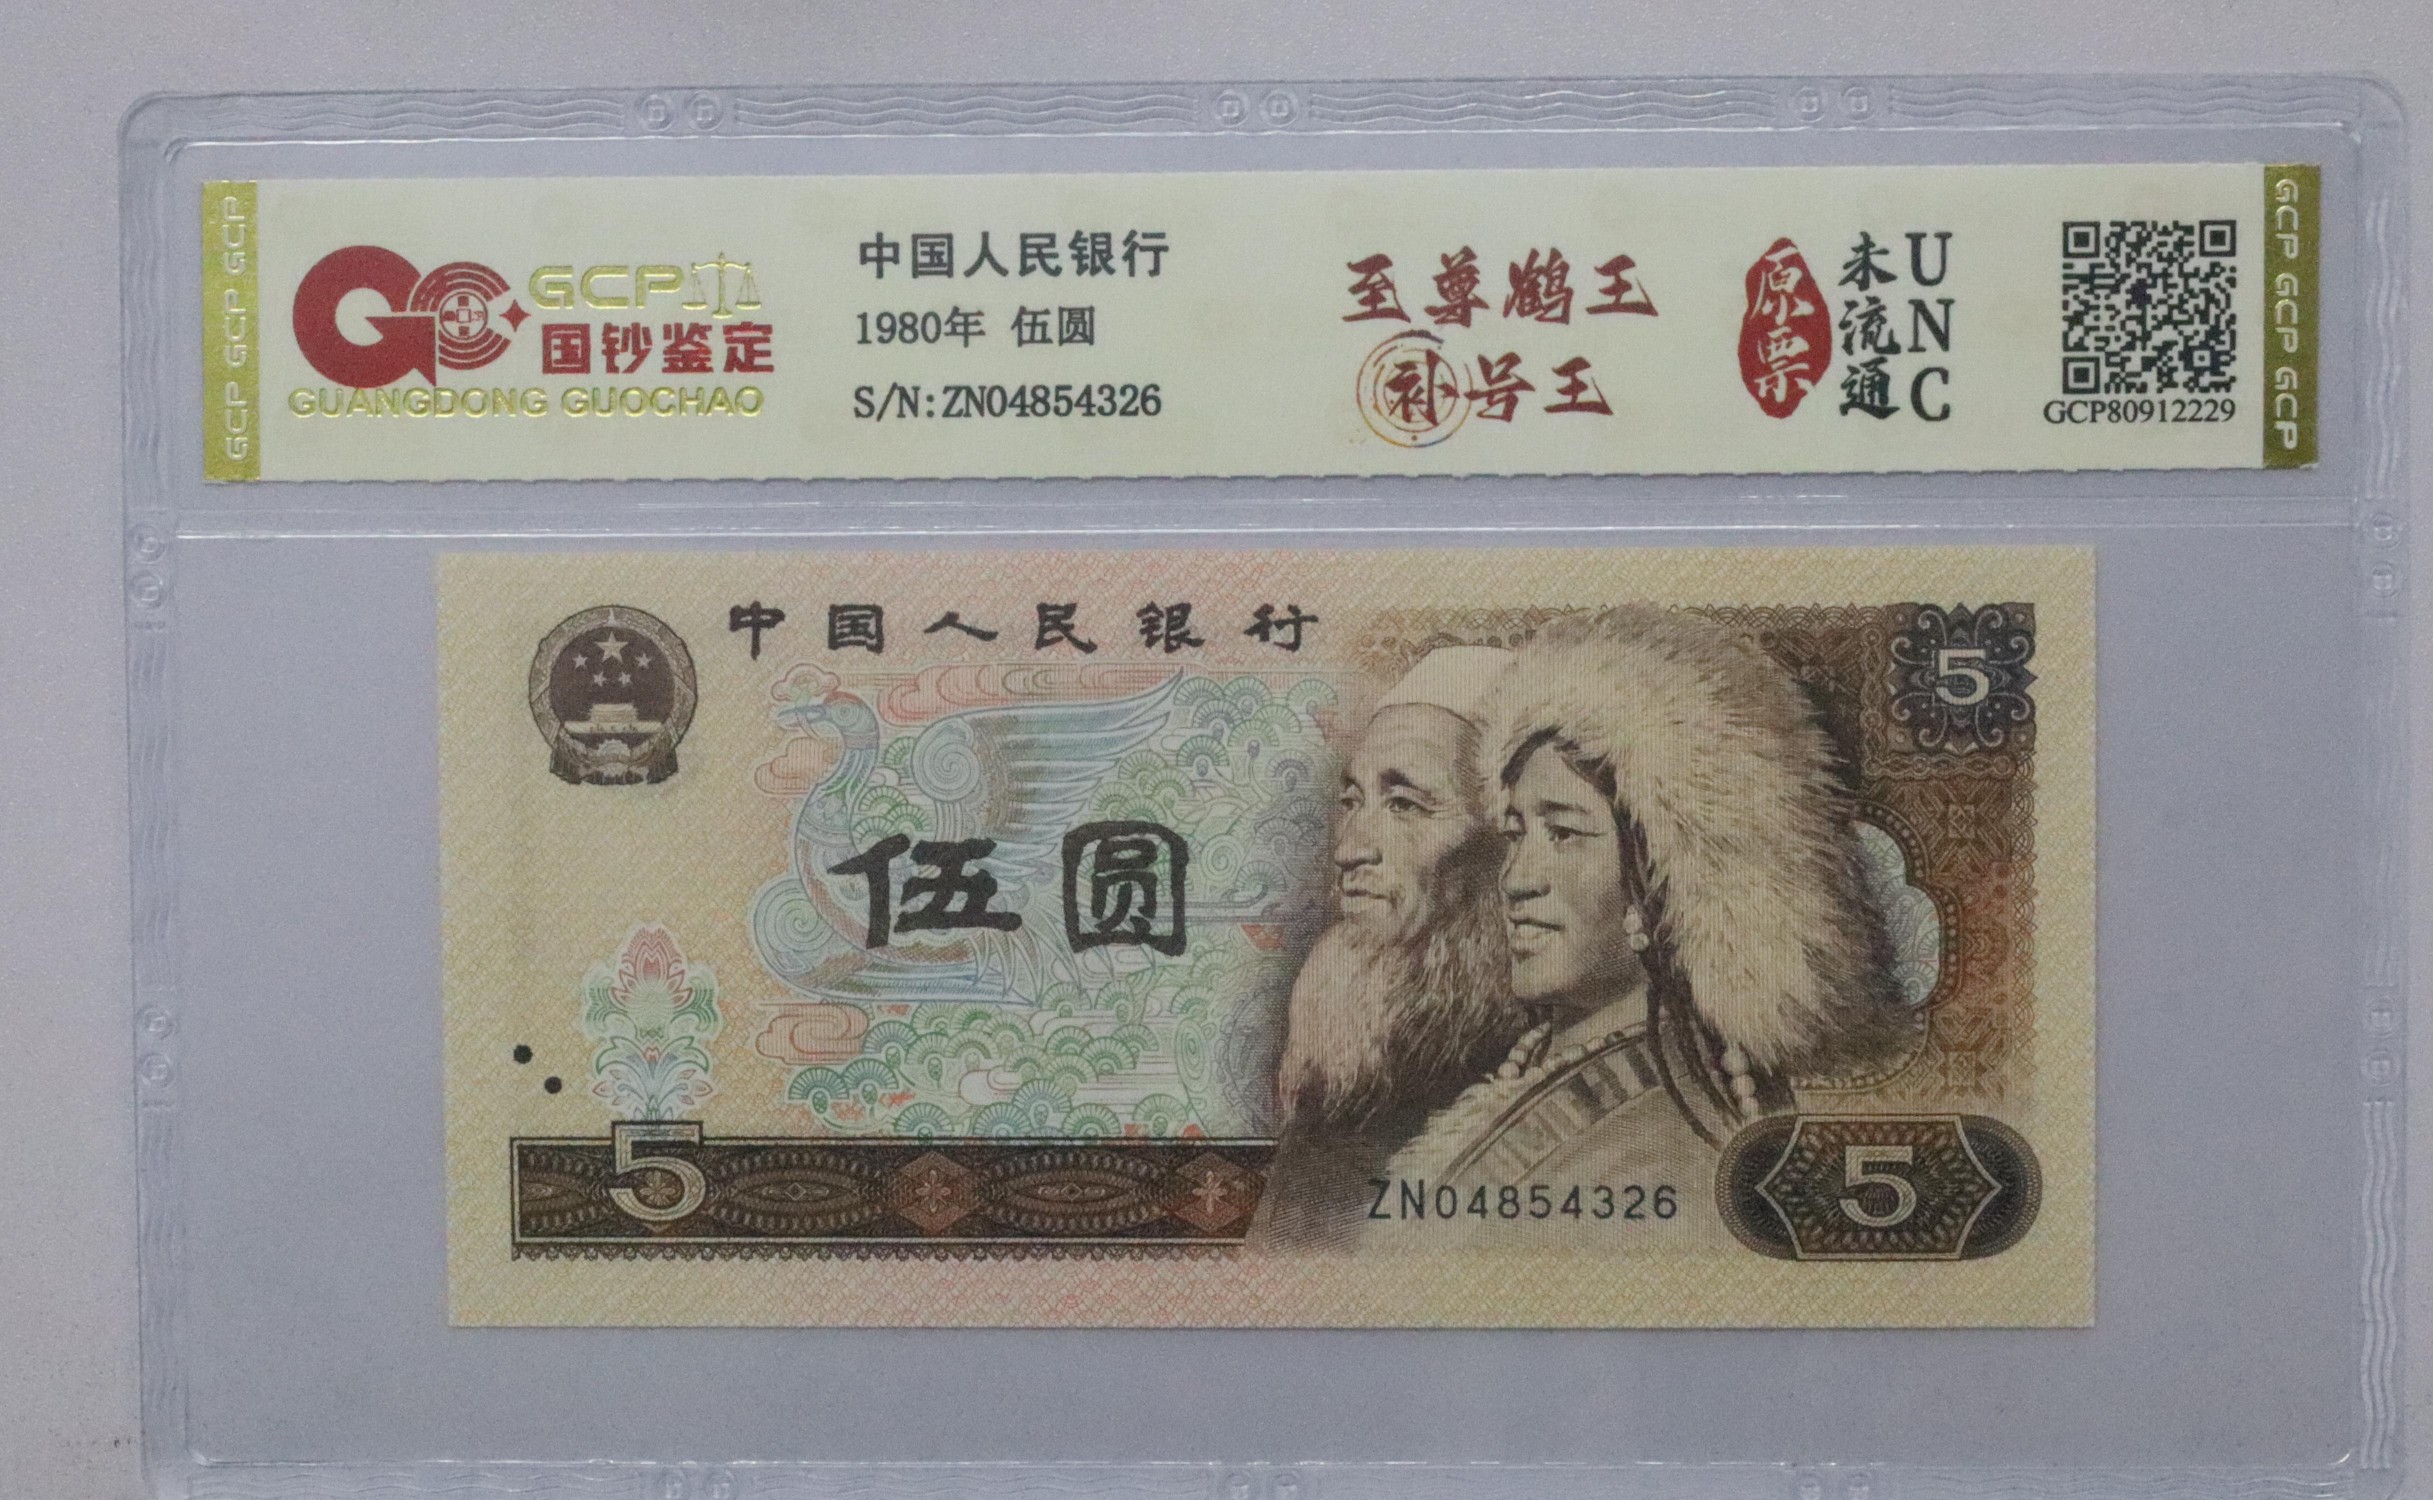 GCP GCP GCP
GCP
国钞鉴定
GUANGDONG GUOCHAO
中国人民银行
1980年 伍圆
S/N:ZN04854326
至尊鹤王
补号王
原票
未流通
UNC
GCP80912229
GCP GCP GCP
中国人民银行
5
伍圆
5
ZN04854326
5